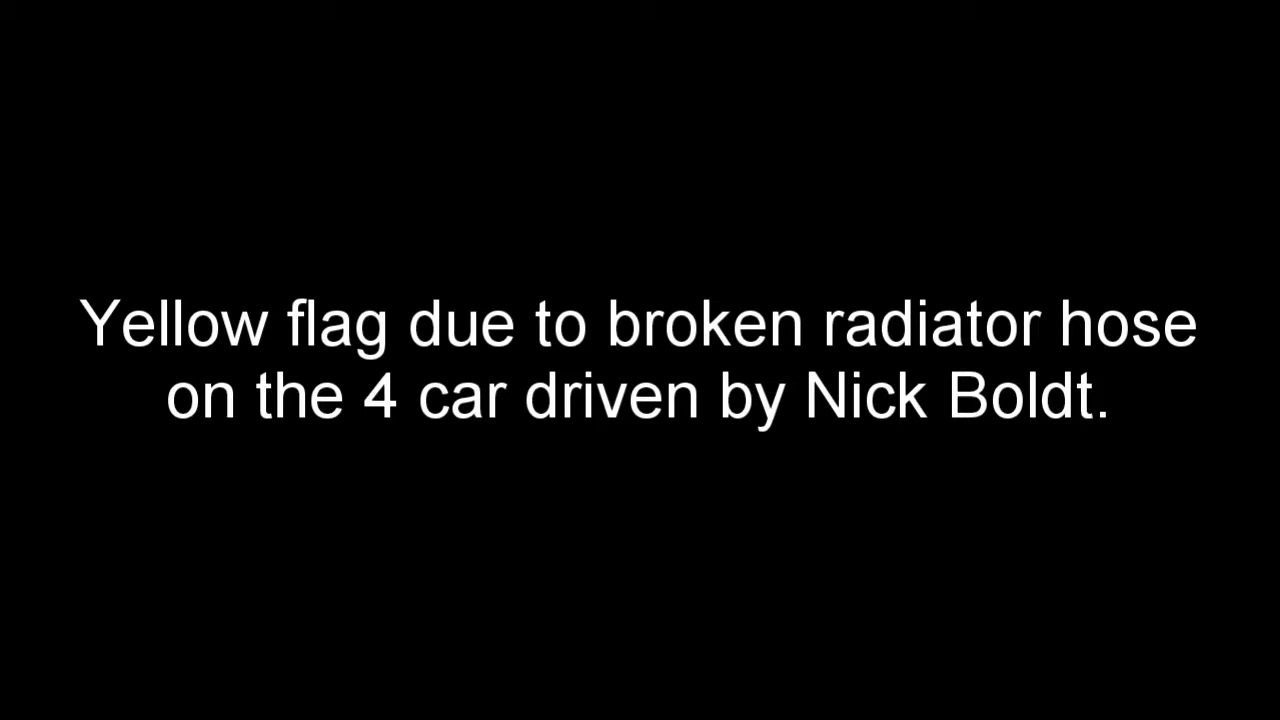 Yellow flag due to broken radiator hose
on the 4 car driven by Nick Boldt.